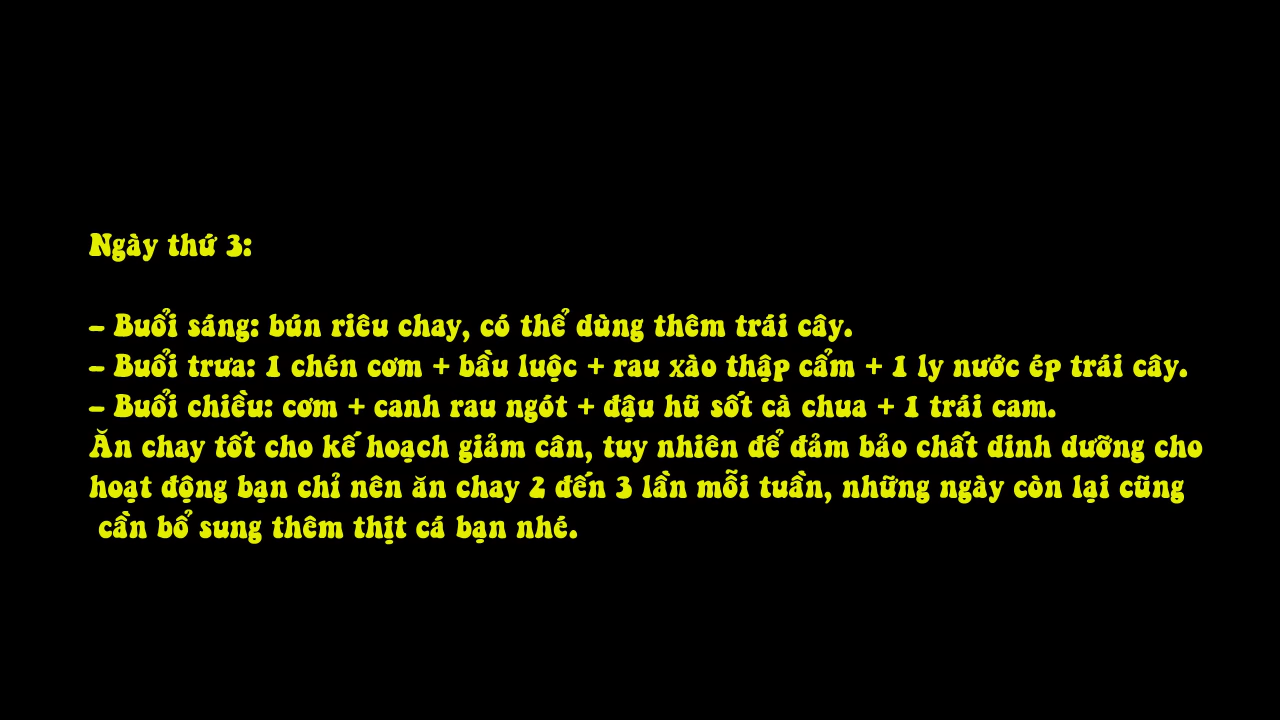 Ngày thứ 3:
– Buổi sáng: bún riêu chay, có thể dùng thêm trái cây.
– Buổi trưa: 1 chén cơm + bầu luộc + rau xào thập cẩm + 1 ly nước ép trái cây.
– Buổi chiều: cơm + canh rau ngót + đậu hũ sốt cà chua + 1 trái cam.
Ăn chay tốt cho kế hoạch giảm cân, tuy nhiên để đảm bảo chất dinh dưỡng cho
hoạt động bạn chỉ nên ăn chay 2 đến 3 lần mỗi tuần, những ngày còn lại cũng
cần bổ sung thêm thịt cá bạn nhé.